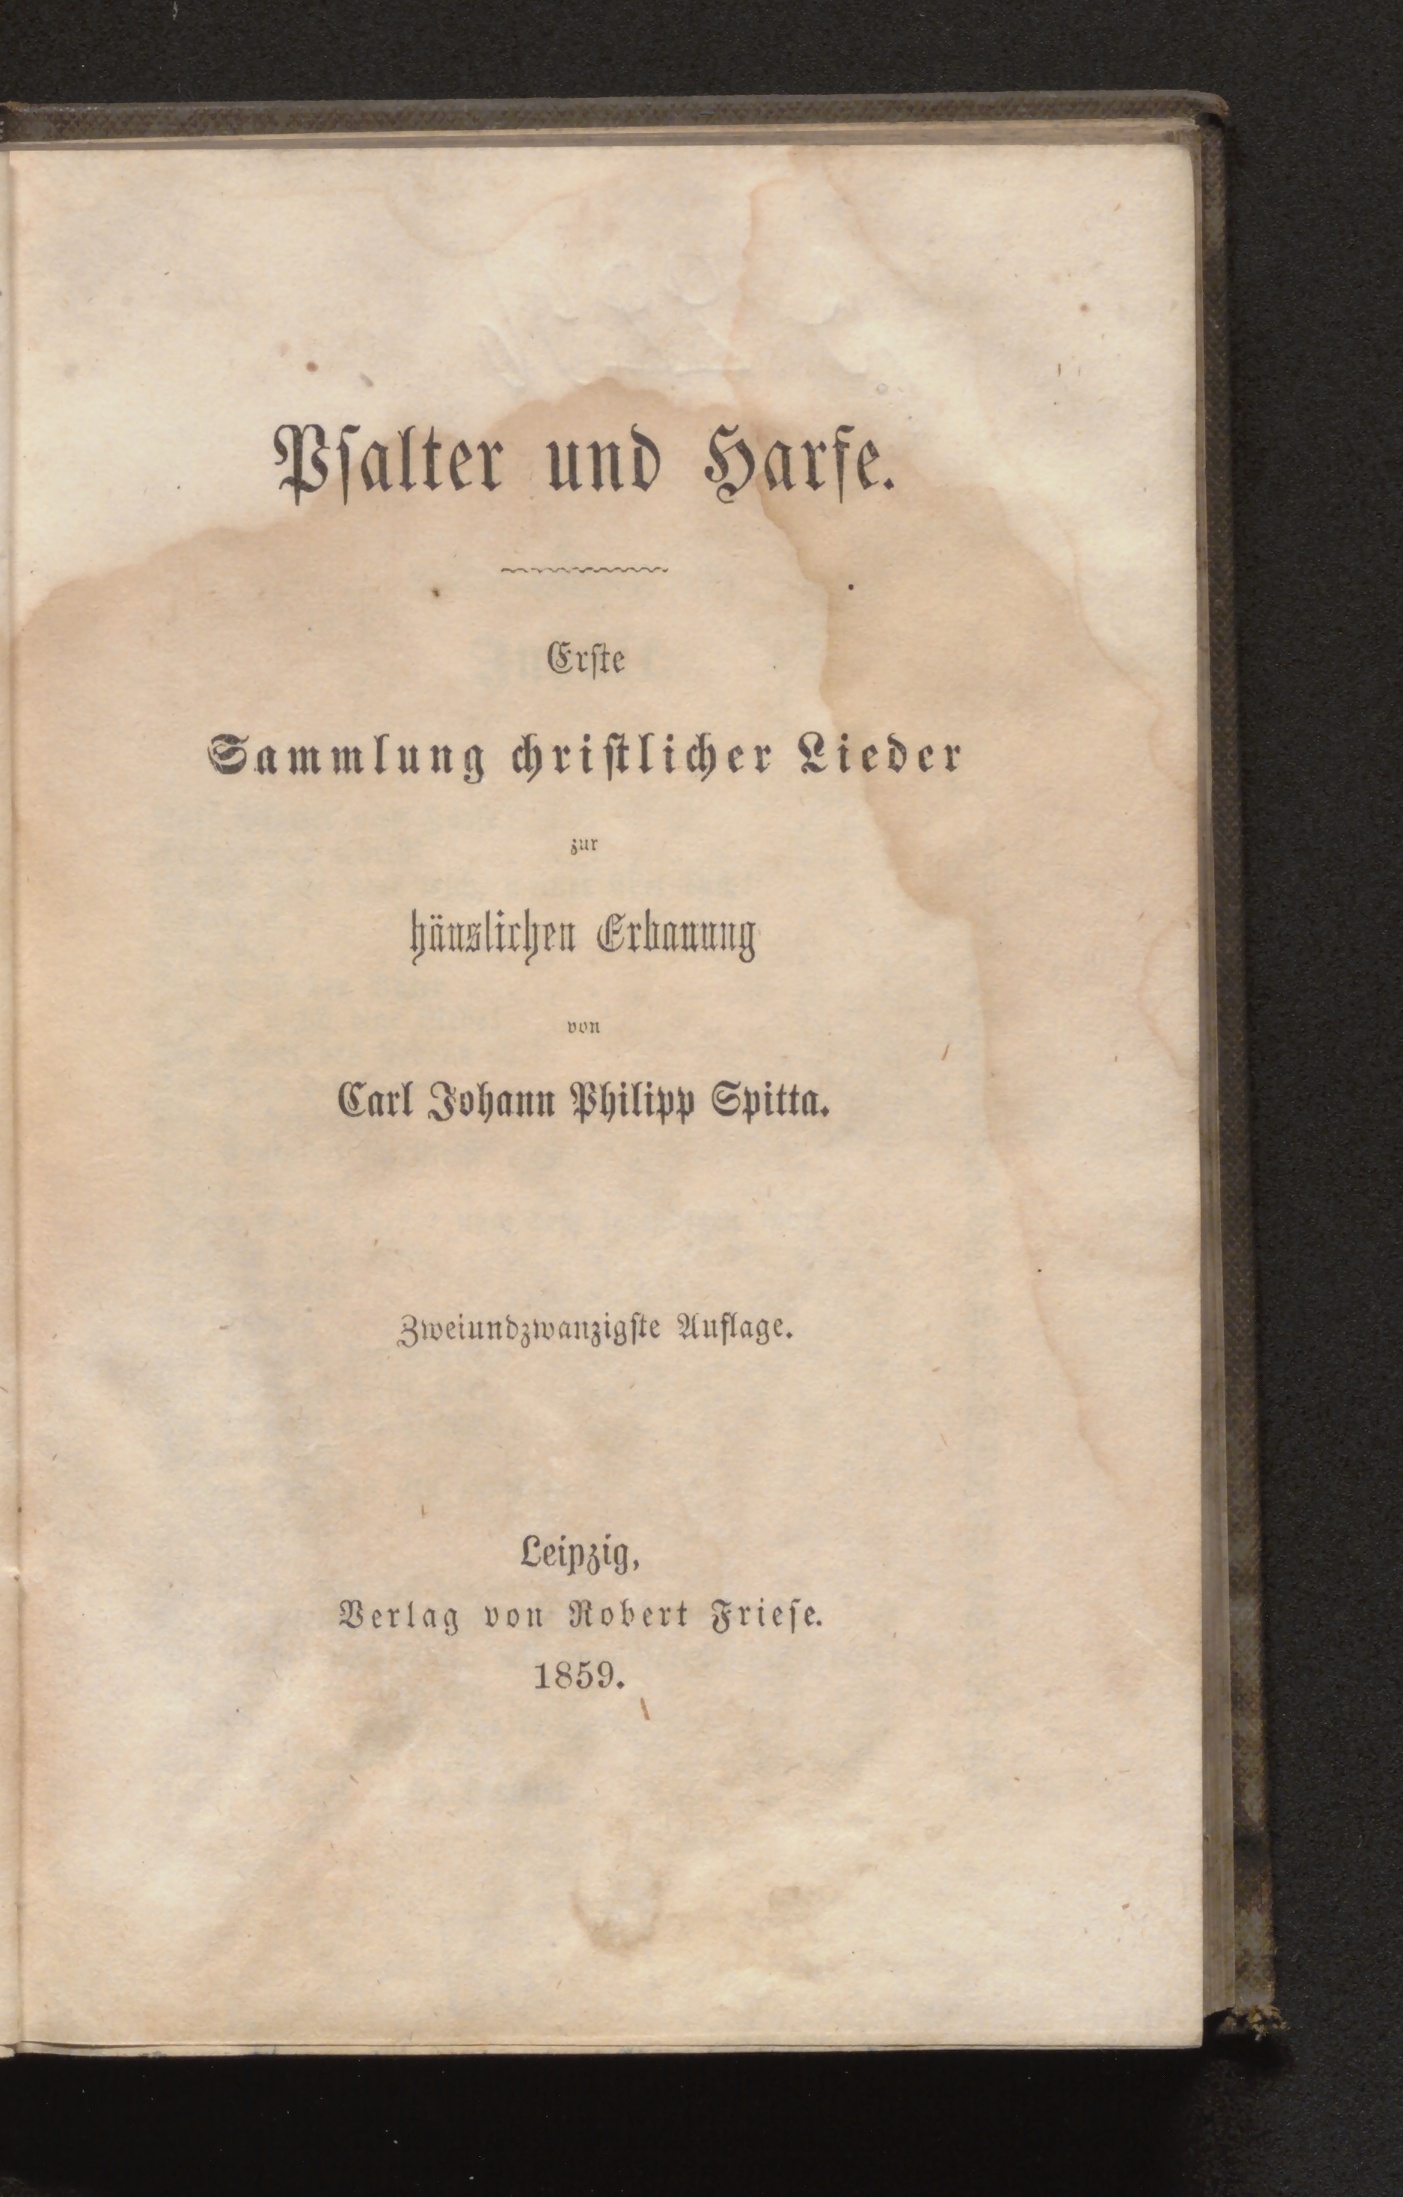 Pſalter und Harfe.
Erſte
Sammlung chriſtlicher Lieder
zur
häuslichen Erbauung
von
Carl Johann Philipp Spitta.
Zweiundzwanzigſte Auflage.
Leipzig,
Verlag von Robert Frieſe.
1859.